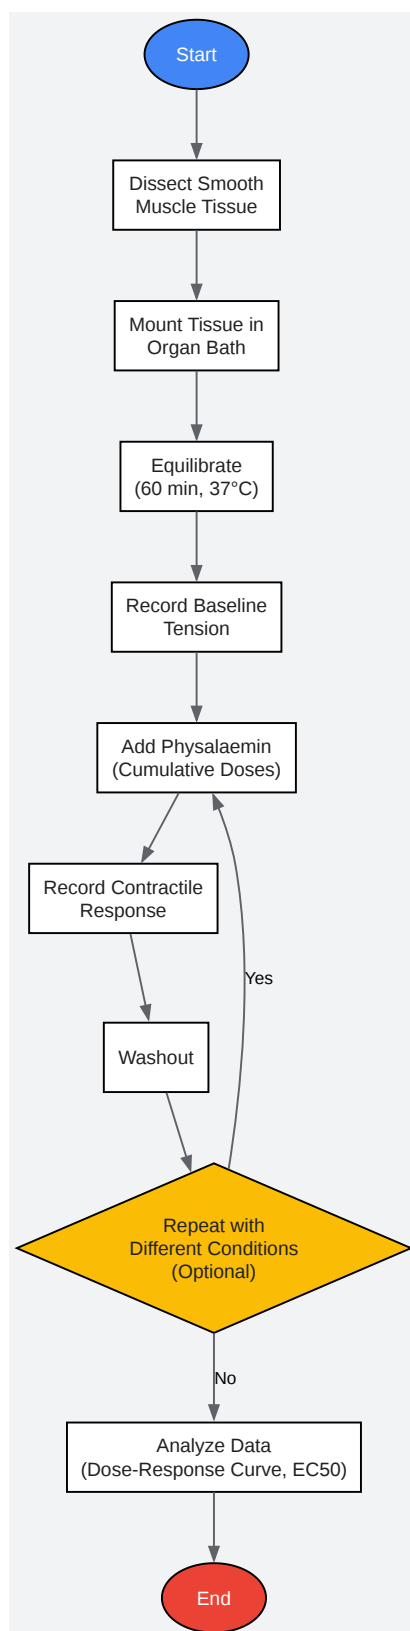 Start
Dissect Smooth
Muscle Tissue
Mount Tissue in
Organ Bath
Equilibrate
(60 min, 37°C)
Record Baseline
Tension
Add Physalaemin
(Cumulative Doses)
Record Contractile
Response
Yes
Washout
Repeat with
Different Conditions
(Optional)
No
Analyze Data
(Dose-Response Curve, EC50)
End